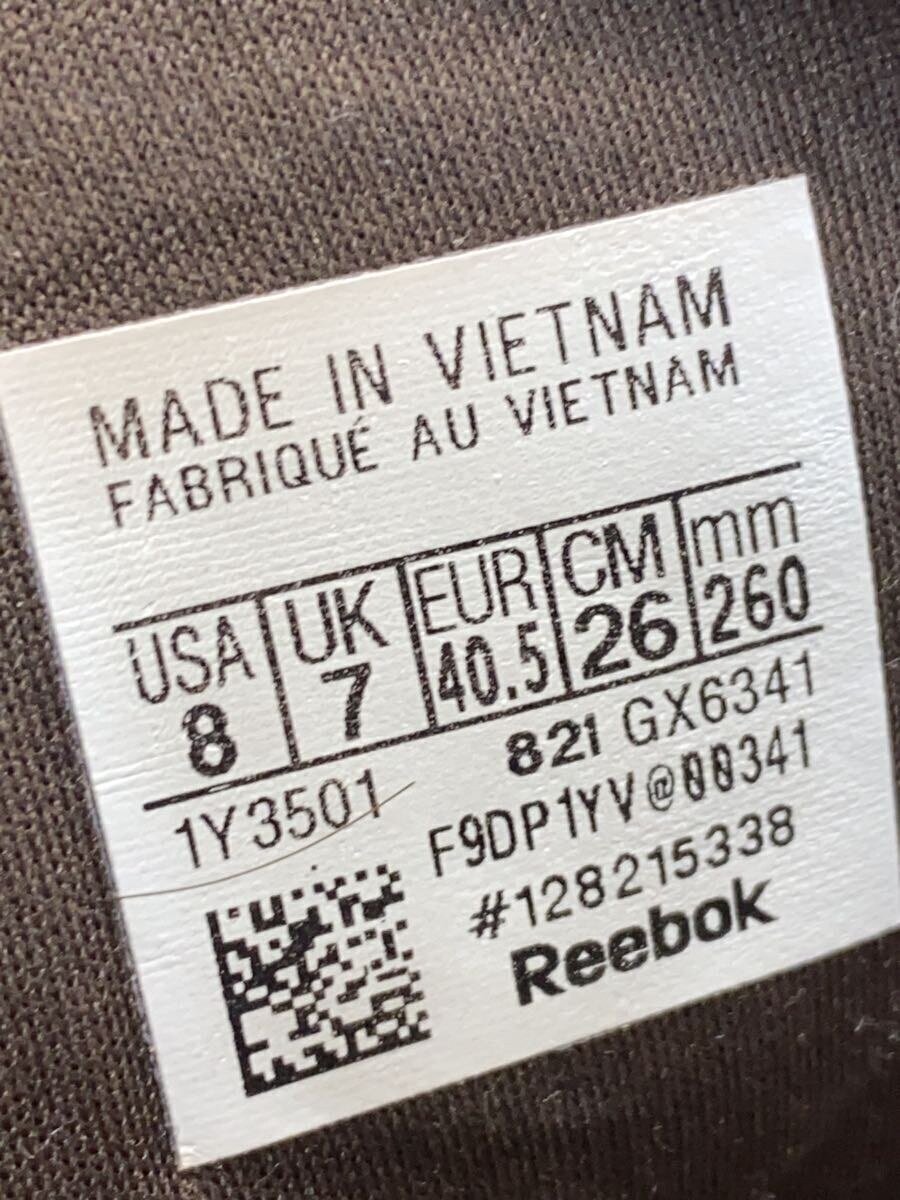 MADE IN VIETNAM
FABRIQUÉ AU VIETNAM
USA UK EUR CM mm
8 7 40.5 26 260
1Y3501 821 GX6341
F9DP1YV@00341
#128215338
Reebok